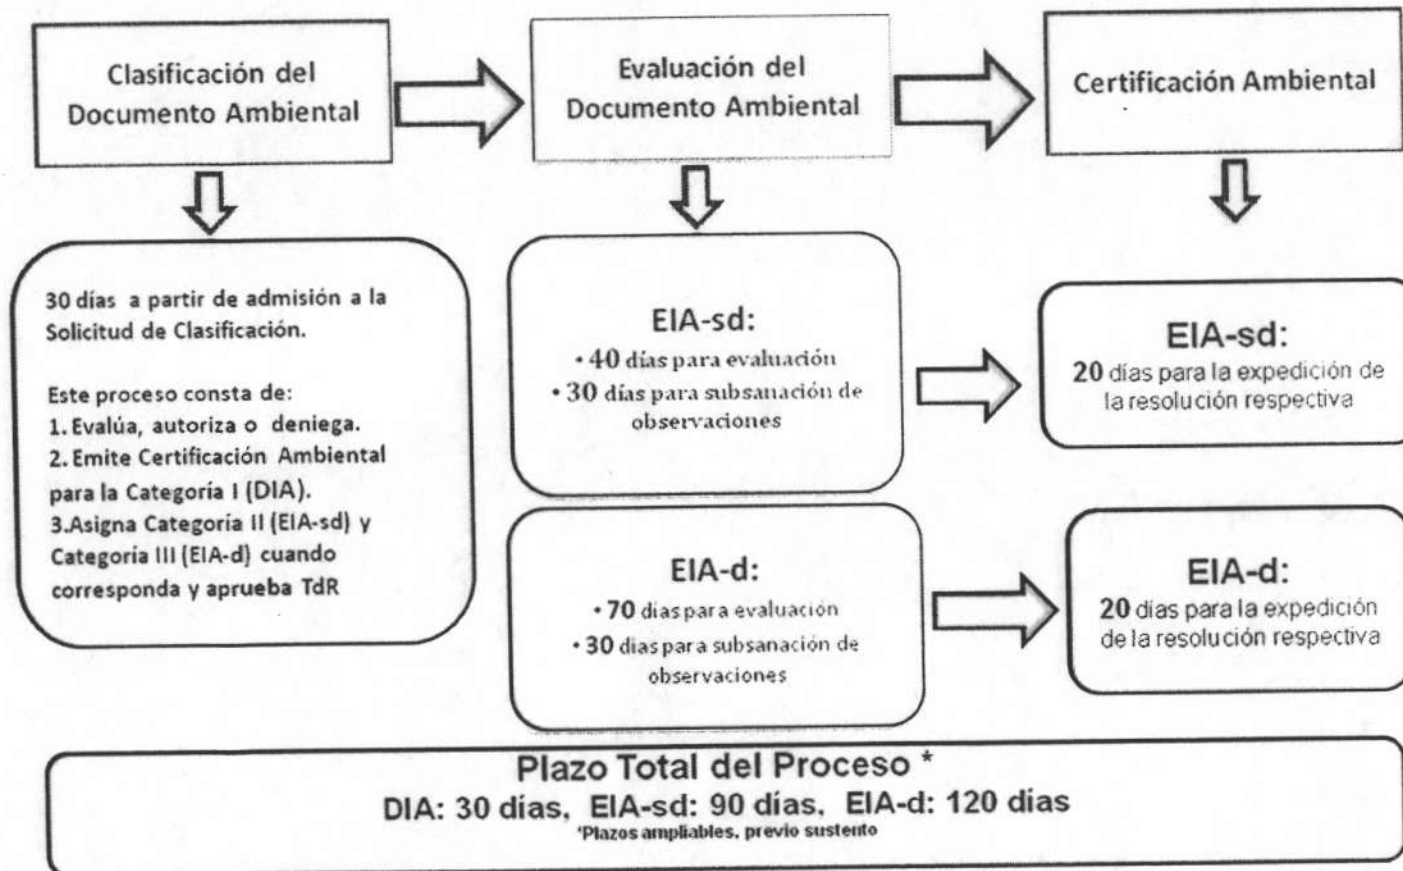 Clasificación del
Documento Ambiental
Evaluación del
Documento Ambiental
Certificación Ambiental
30 días a partir de admisión a la
Solicitud de Clasificación.
Este proceso consta de:
1. Evalúa, autoriza o deniega.
2. Emite Certificación Ambiental
para la Categoría I (DIA).
3.Asigna Categoría II (EIA-sd) y
Categoría III (EIA-d) cuando
corresponda y aprueba TdR
EIA-sd:
• 40 días para evaluación
• 30 días para subsanación de
observaciones
EIA-sd:
20 días para la expedición de
la resolución respectiva
EIA-d:
• 70 días para evaluación
• 30 días para subsanación de
observaciones
EIA-d:
20 días para la expedición
de la resolución respectiva
Plazo Total del Proceso *
DIA: 30 días, EIA-sd: 90 días, EIA-d: 120 días
*Plazos ampliables, previo sustento